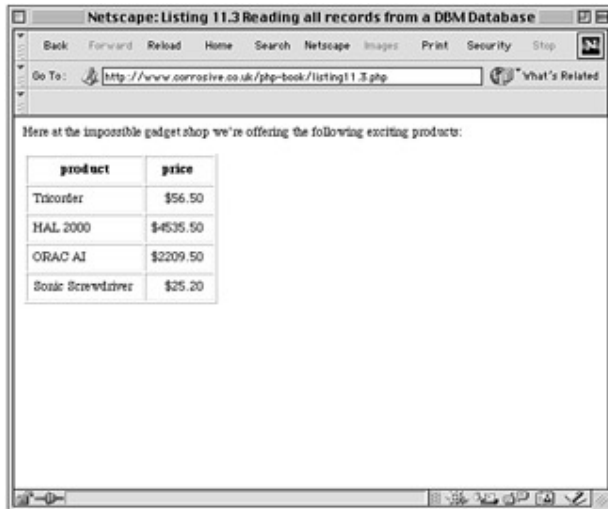 Netscape: Listing 11.3 Reading all records from a DBM Database
Back Forward Reload Home Search Netscape Images Print Security Stop N
Go To: http://www.corrosive.co.uk/php-book/listing11.3.php What's Related
Here at the impossible gadget shop we're offering the following exciting products:
product price
Tricorder $56.50
HAL 2000 $4535.50
ORAC AI $2209.50
Sonic Screwdriver $25.20